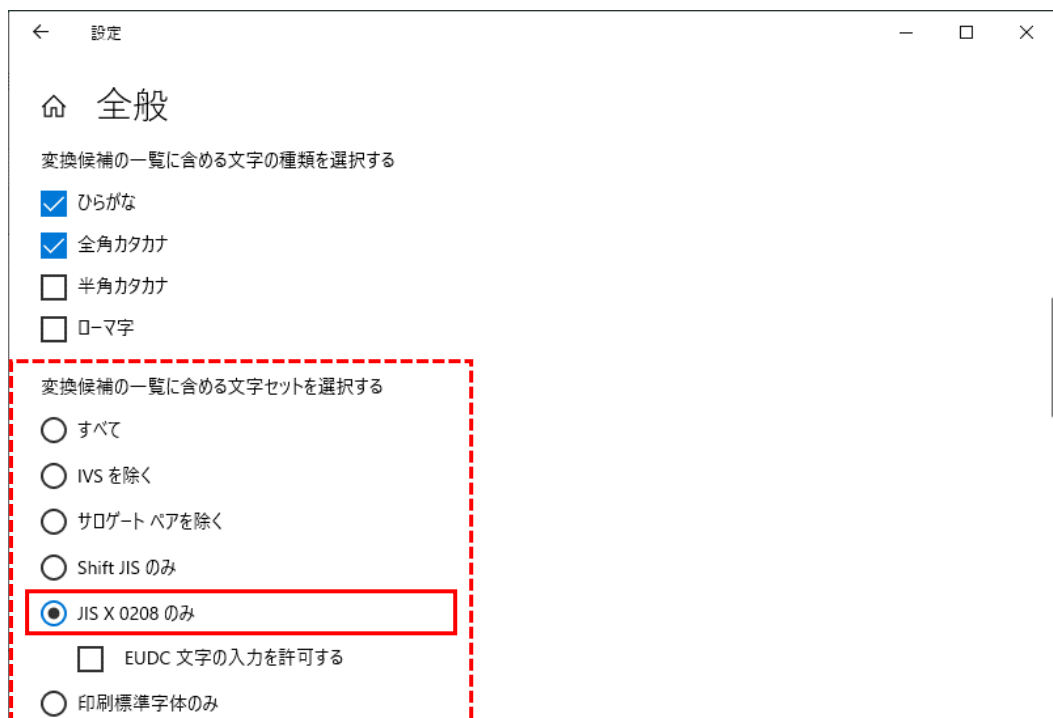 設定
全般
変換候補の一覧に含める文字の種類を選択する
ひらがな
全角カタカナ
半角カタカナ
ローマ字
変換候補の一覧に含める文字セットを選択する
すべて
IVS を除く
サロゲート ペアを除く
Shift JIS のみ
JIS X 0208 のみ
EUDC 文字の入力を許可する
印刷標準字体のみ